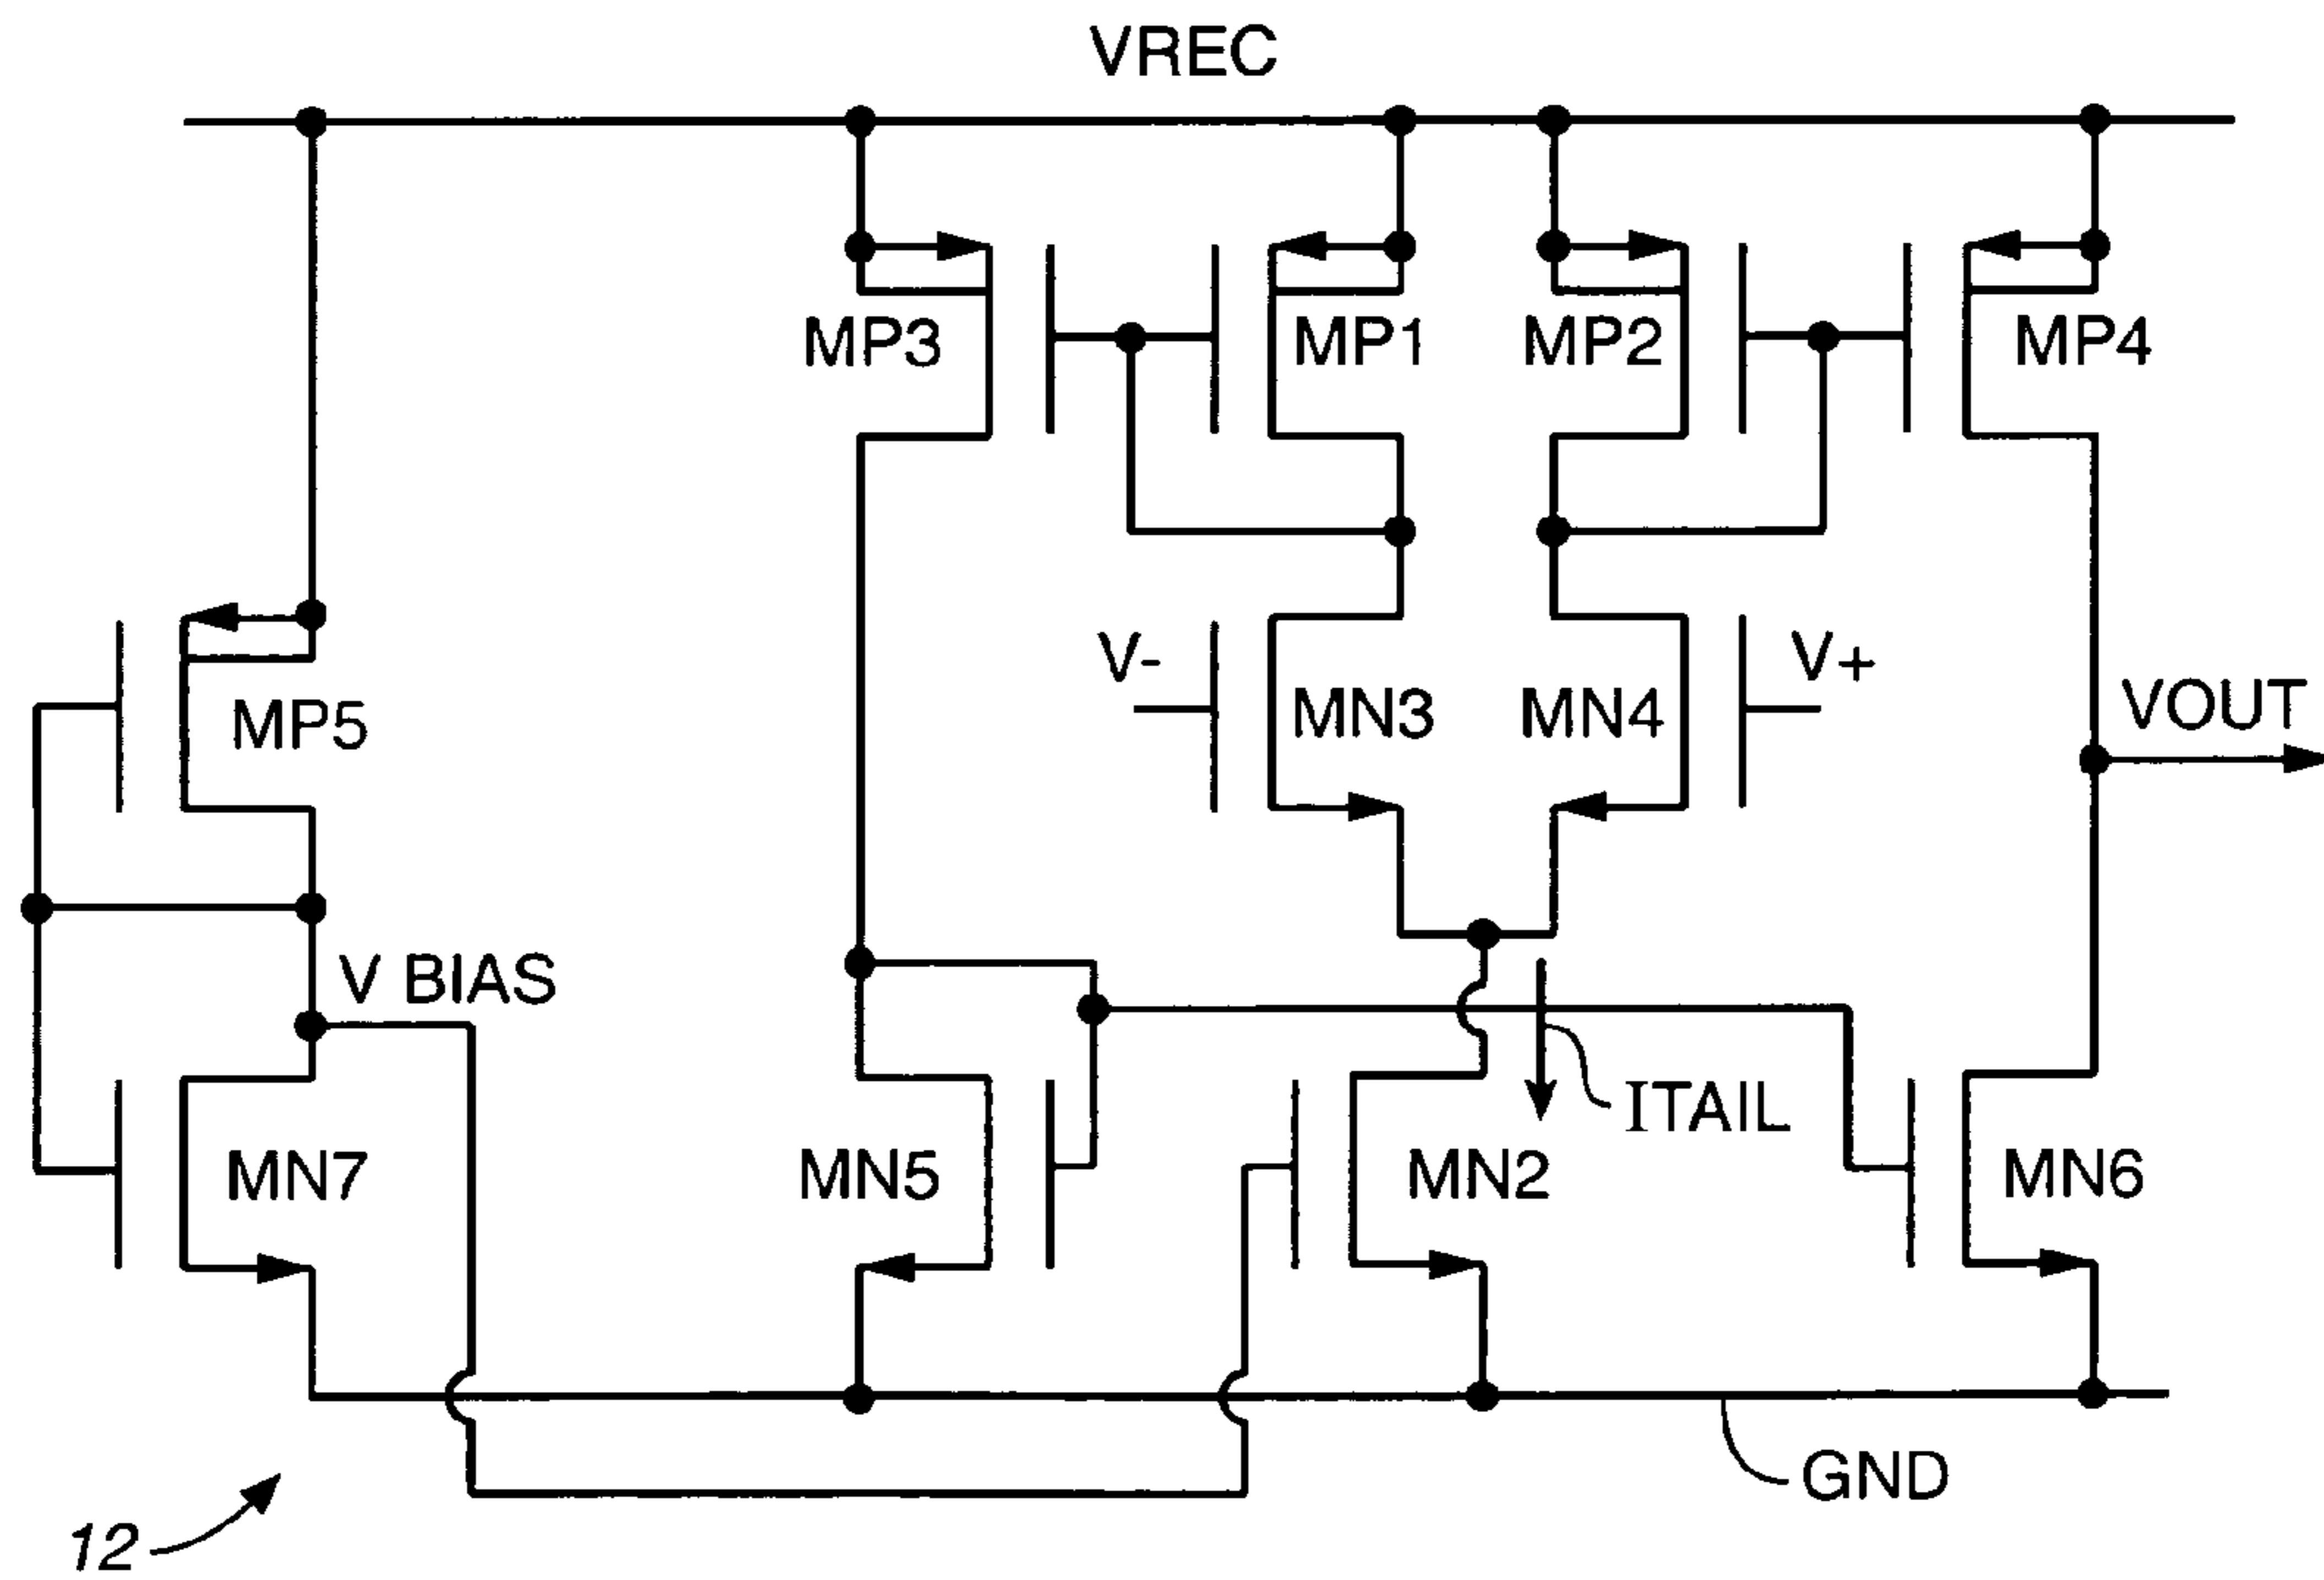 VREC
MP3
MP1
MP2
MP4
V-
V+
MP5
MN3
MN4
VOUT
V BIAS
ITAIL
MN7
MN5
MN2
MN6
GND
12